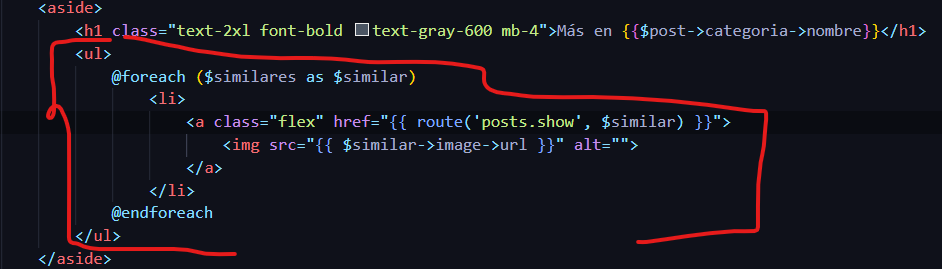 <aside>
<h1 class="text-2xl font-bold text-gray-600 mb-4">Más en {{$post->categoria->nombre}}</h1>
<ul>
@foreach ($similares as $similar)
<li>
<a class="flex" href="{{ route('posts.show', $similar) }}">
<img src="{{ $similar->image->url }}" alt="">
</a>
</li>
@endforeach
</ul>
</aside>